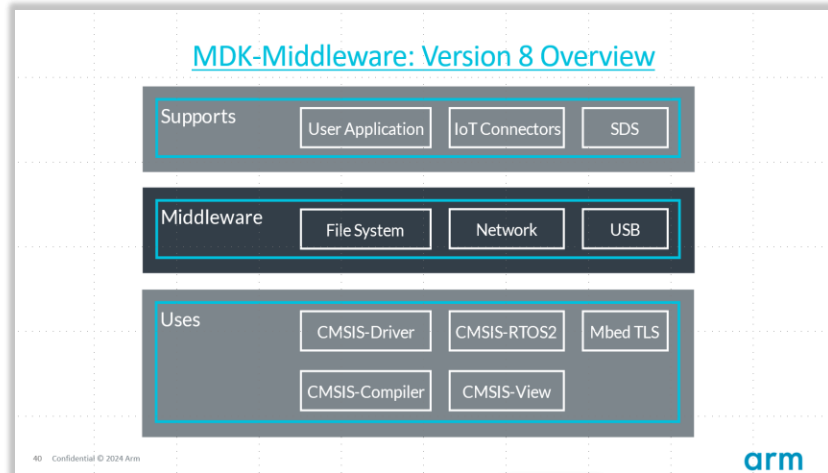 MDK-Middleware: Version 8 Overview
Supports
User Application IoT Connectors SDS
Middleware
File System Network USB
Uses
CMSIS-Driver CMSIS-RTOS2 Mbed TLS
CMSIS-Compiler CMSIS-View
40 Confidential © 2024 Arm
arm